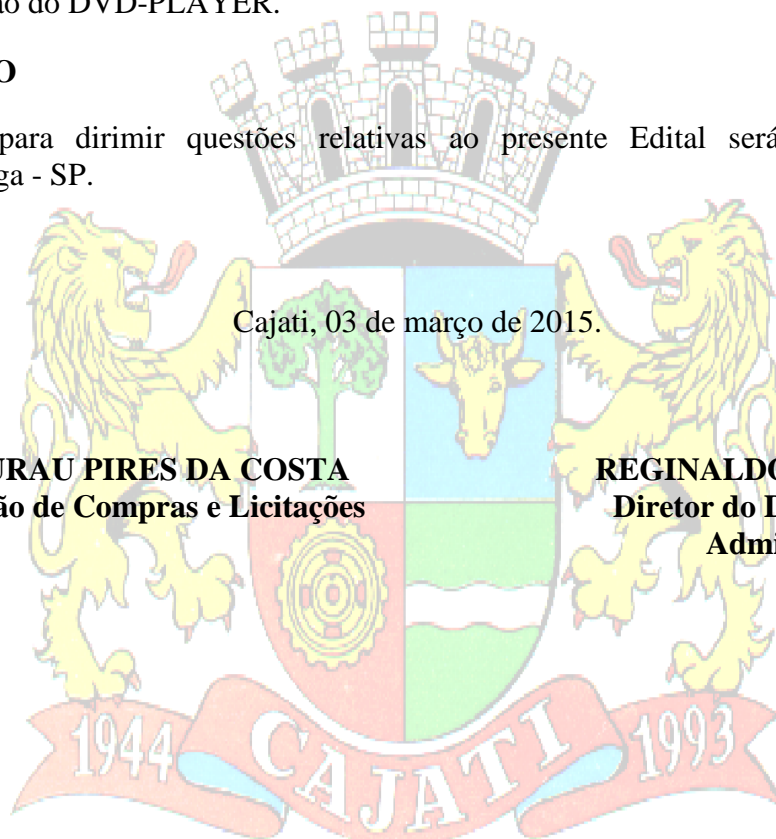 ão do DVD-PLAYER.
O
para dirimir questões relativas ao presente Edital será
ga - SP.
Cajati, 03 de março de 2015.
URAU PIRES DA COSTA
REGINALDO
ão de Compras e Licitações
Diretor do D
Admi
1944 CAJATI 1993